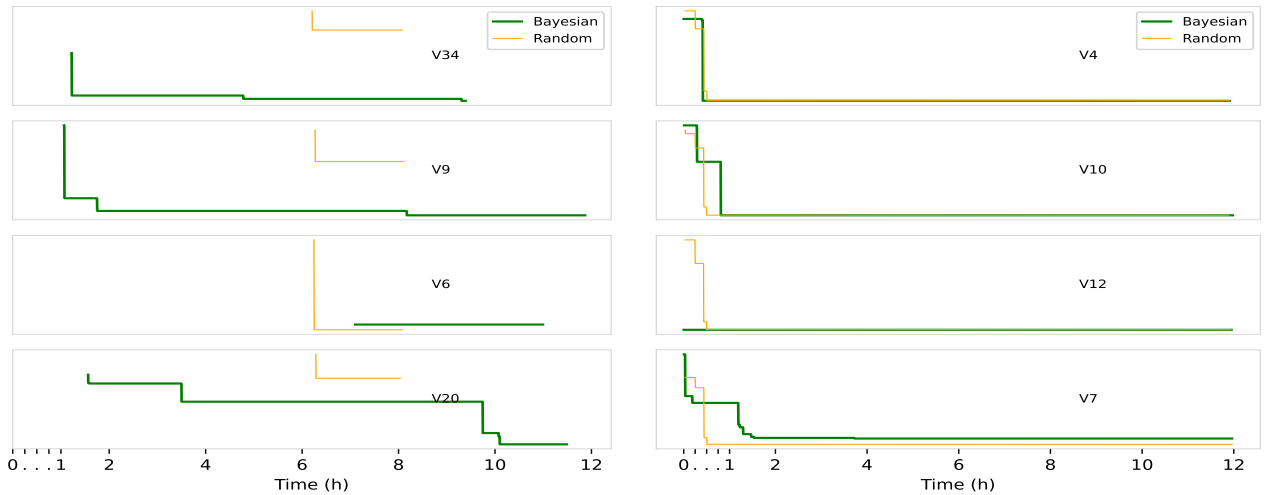 Bayesian
Random
V34
Bayesian
Random
V4
V9
V10
V6
V12
V20
V7
0 . . . 1 2 4 6 8 10 12
0 . . . 1 2 4 6 8 10 12
Time (h)
Time (h)